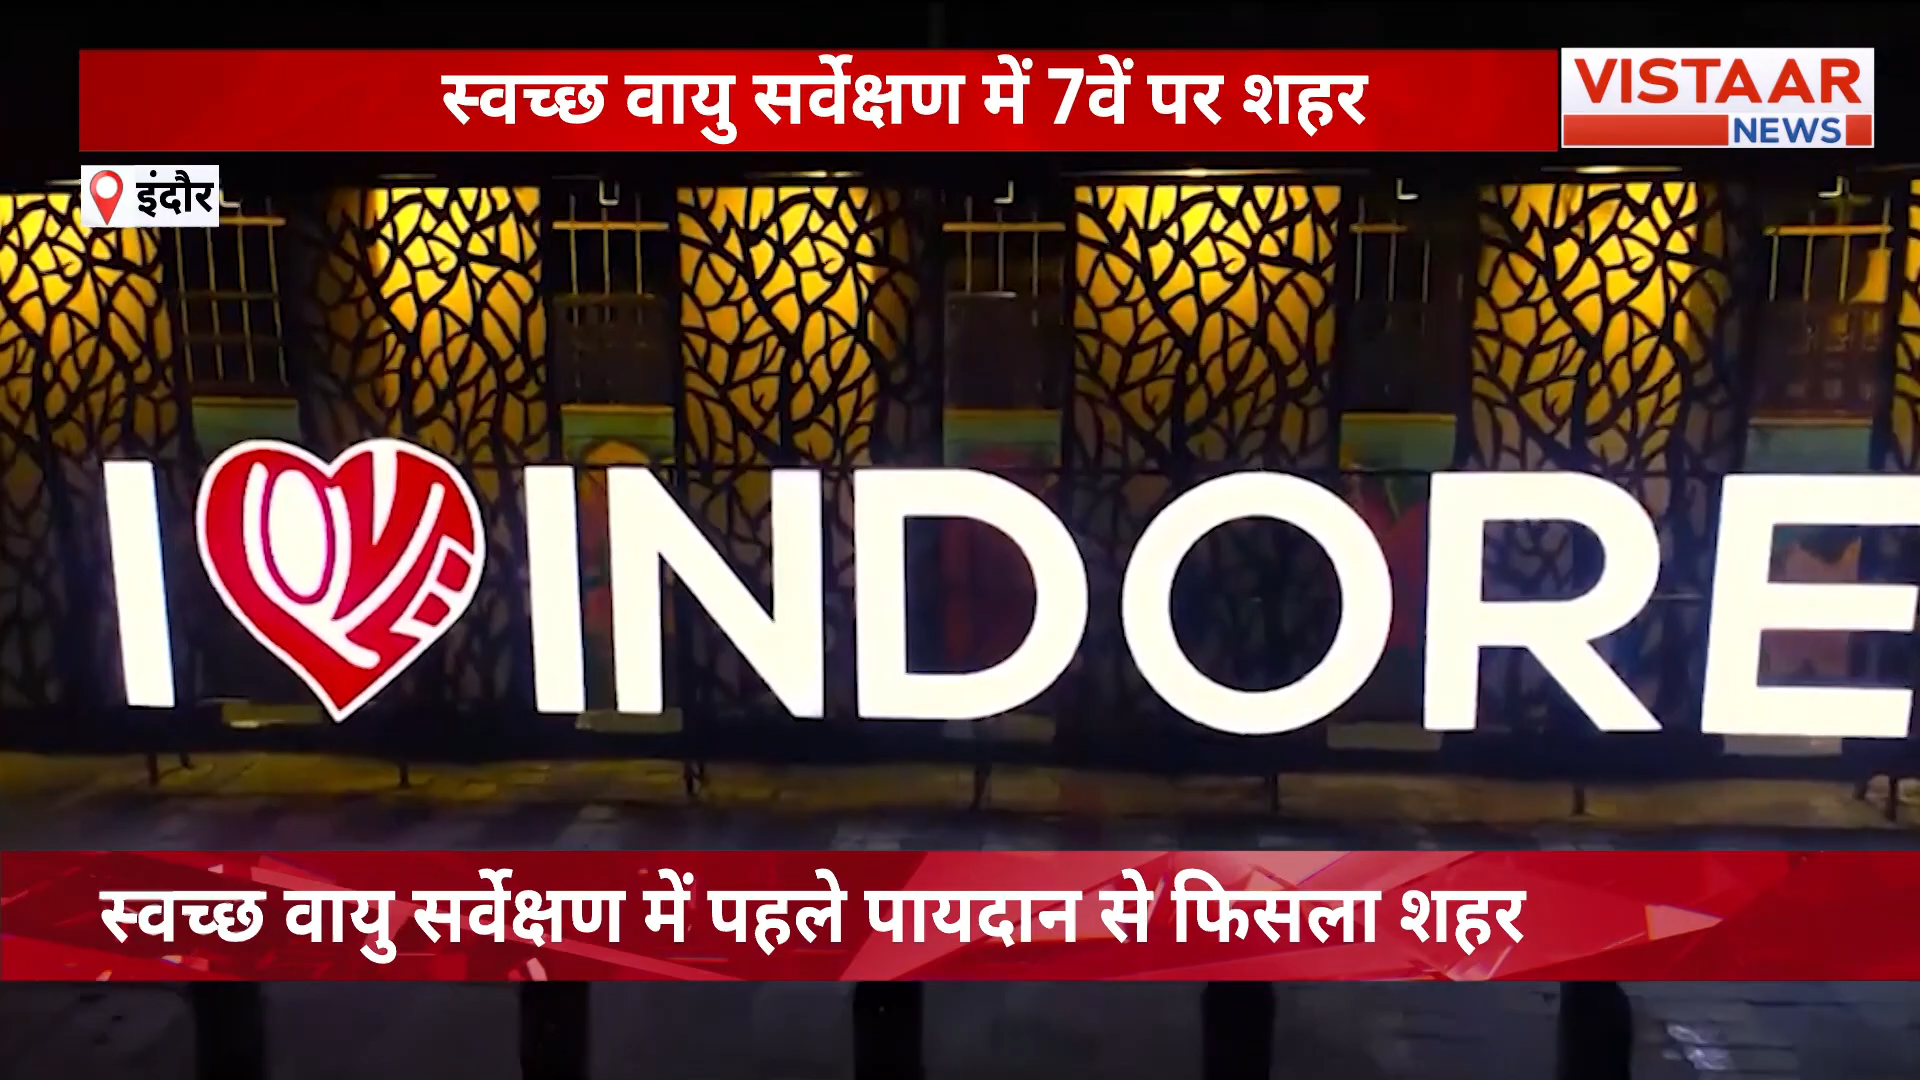 स्वच्छ वायु सर्वेक्षण में 7वें पर शहर
VISTAAR
NEWS
इंदौर
I LOVE INDORE
स्वच्छ वायु सर्वेक्षण में पहले पायदान से फिसला शहर